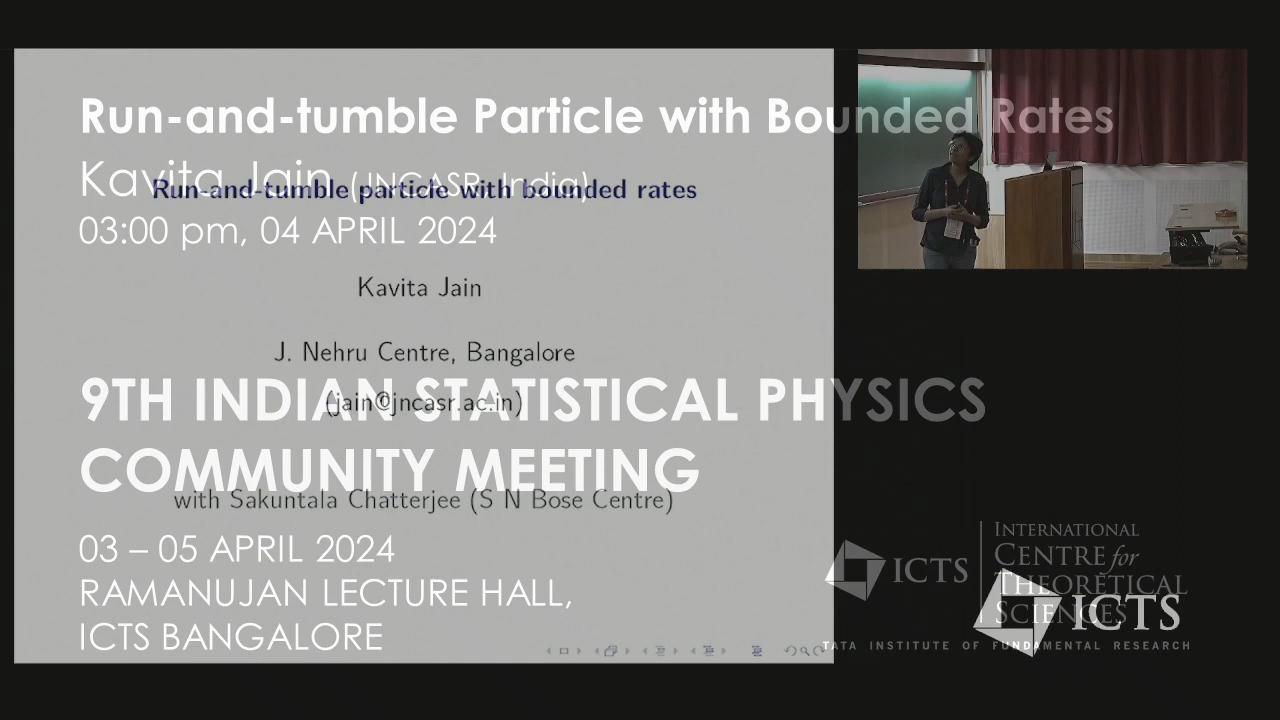 Run-and-tumble Particle with Bounded Rates
Kavita Jain (JNCASR, India)
Run-and-tumble particle with bounded rates
03:00 pm, 04 APRIL 2024
Kavita Jain
J. Nehru Centre, Bangalore
9TH INDIAN STATISTICAL PHYSICS
(jain@jncasr.ac.in)
COMMUNITY MEETING
with Sakuntala Chatterjee (S N Bose Centre)
03 – 05 APRIL 2024
RAMANUJAN LECTURE HALL,
ICTS BANGALORE
ICTS
INTERNATIONAL
CENTRE for
THEORETICAL
SCIENCES
ICTS
TATA INSTITUTE OF FUNDAMENTAL RESEARCH